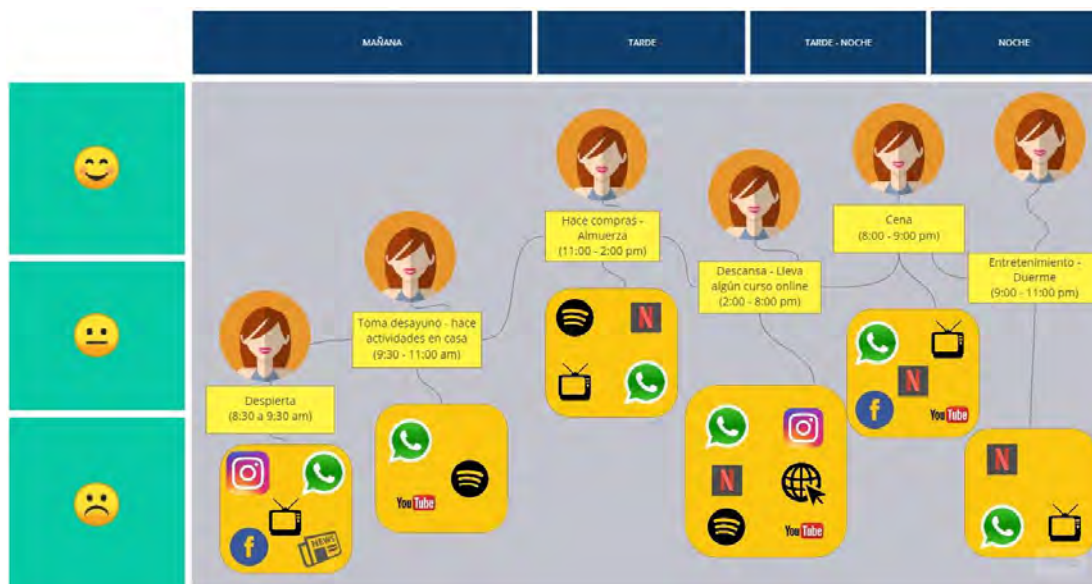 MAÑANA
TARDE
TARDE - NOCHE
NOCHE
Hace compras -
Almuerza
(11:00 - 2:00 pm)
Cena
(8:00 - 9:00 pm)
Descansa - Lleva
algún curso online
(2:00 - 8:00 pm)
Entretenimiento -
Duerme
(9:00 - 11:00 pm)
Toma desayuno - hace
actividades en casa
(9:30 - 11:00 am)
Despierta
(8:30 a 9:30 am)
N
N
f
YouTube
YouTube
N
N
NEWS
f
YouTube